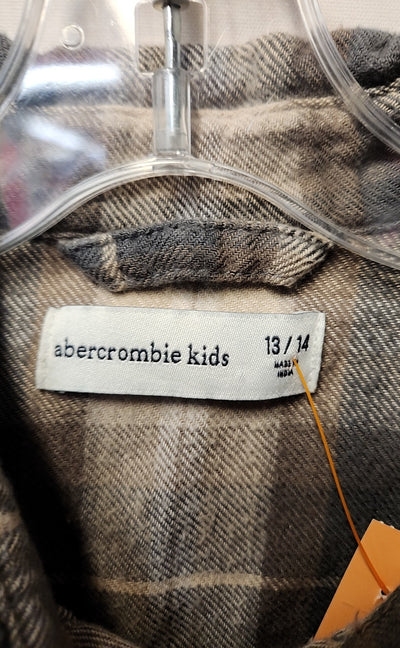 abercrombie kids
13 / 14
MADE IN
INDIA